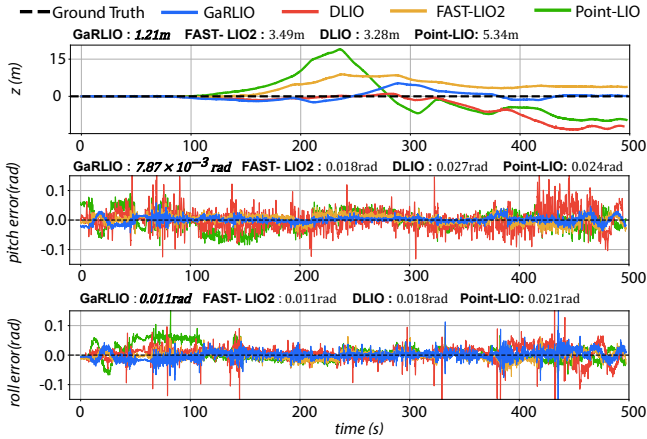 Ground Truth GaRLIO DLIO FAST-LIO2 Point-LIO
GaRLIO : 1.21m FAST- LIO2 : 3.49m DLIO : 3.28m Point-LIO : 5.34m
15
0
z (m)
0 100 200 300 400 500
GaRLIO : 7.87 × 10⁻³ rad FAST- LIO2 : 0.018rad DLIO : 0.027rad Point-LIO: 0.024rad
0.1
0.0
−0.1
pitch error(rad)
0 100 200 300 400 500
GaRLIO : 0.011rad FAST- LIO2 : 0.011rad DLIO : 0.018rad Point-LIO: 0.021rad
0.1
0.0
−0.1
roll error(rad)
0 100 200 300 400 500
time (s)